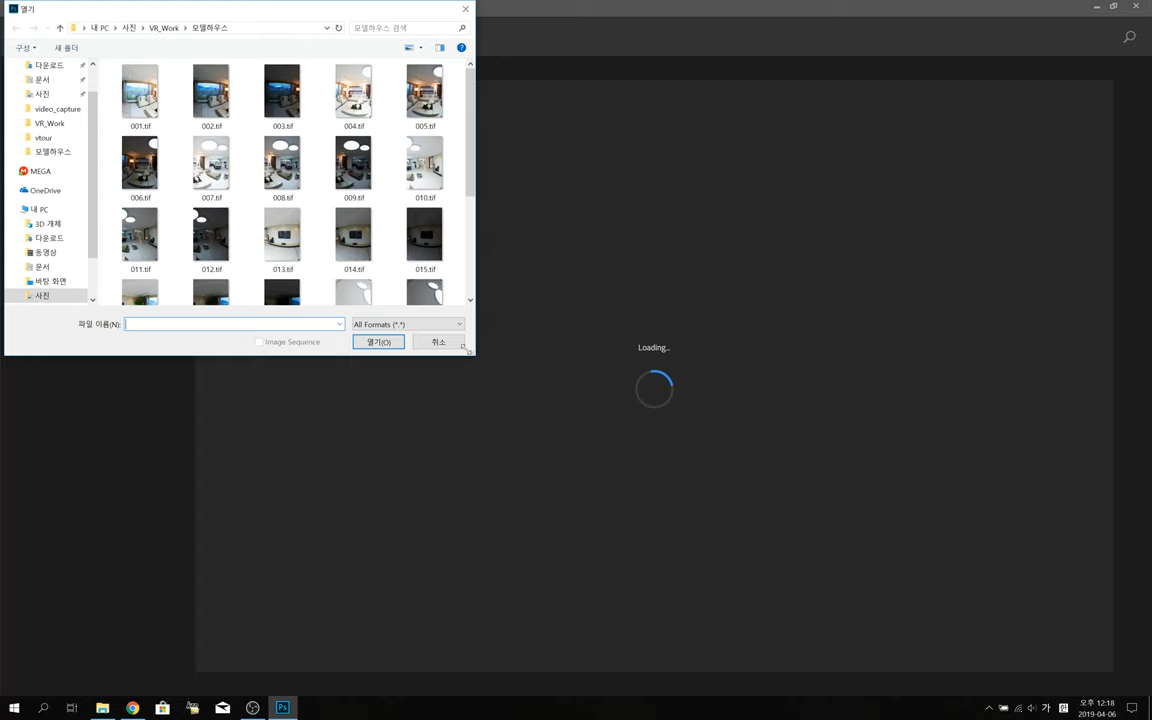 열기
내 PC
사진
VR_Work
모델하우스
모델하우스 검색
구성
새 폴더
다운로드
문서
사진
video_capture
VR_Work
vtour
모델하우스
MEGA
OneDrive
내 PC
3D 개체
다운로드
동영상
문서
바탕 화면
사진
001.tif
002.tif
003.tif
004.tif
005.tif
006.tif
007.tif
008.tif
009.tif
010.tif
011.tif
012.tif
013.tif
014.tif
015.tif
파일 이름(N):
All Formats (*.*)
Image Sequence
열기(O)
취소
Loading...
Ps
가
오후 12:18
2019-04-06